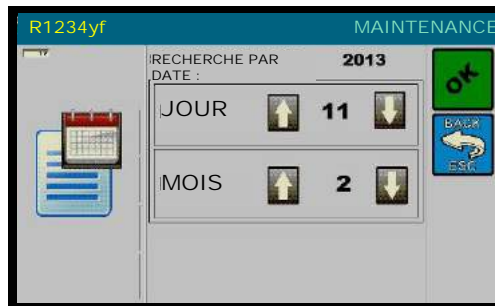 R1234yf MAINTENANCE
RECHERCHE PAR 2013
DATE :
JOUR 11
MOIS 2
OK
BACK
ESC